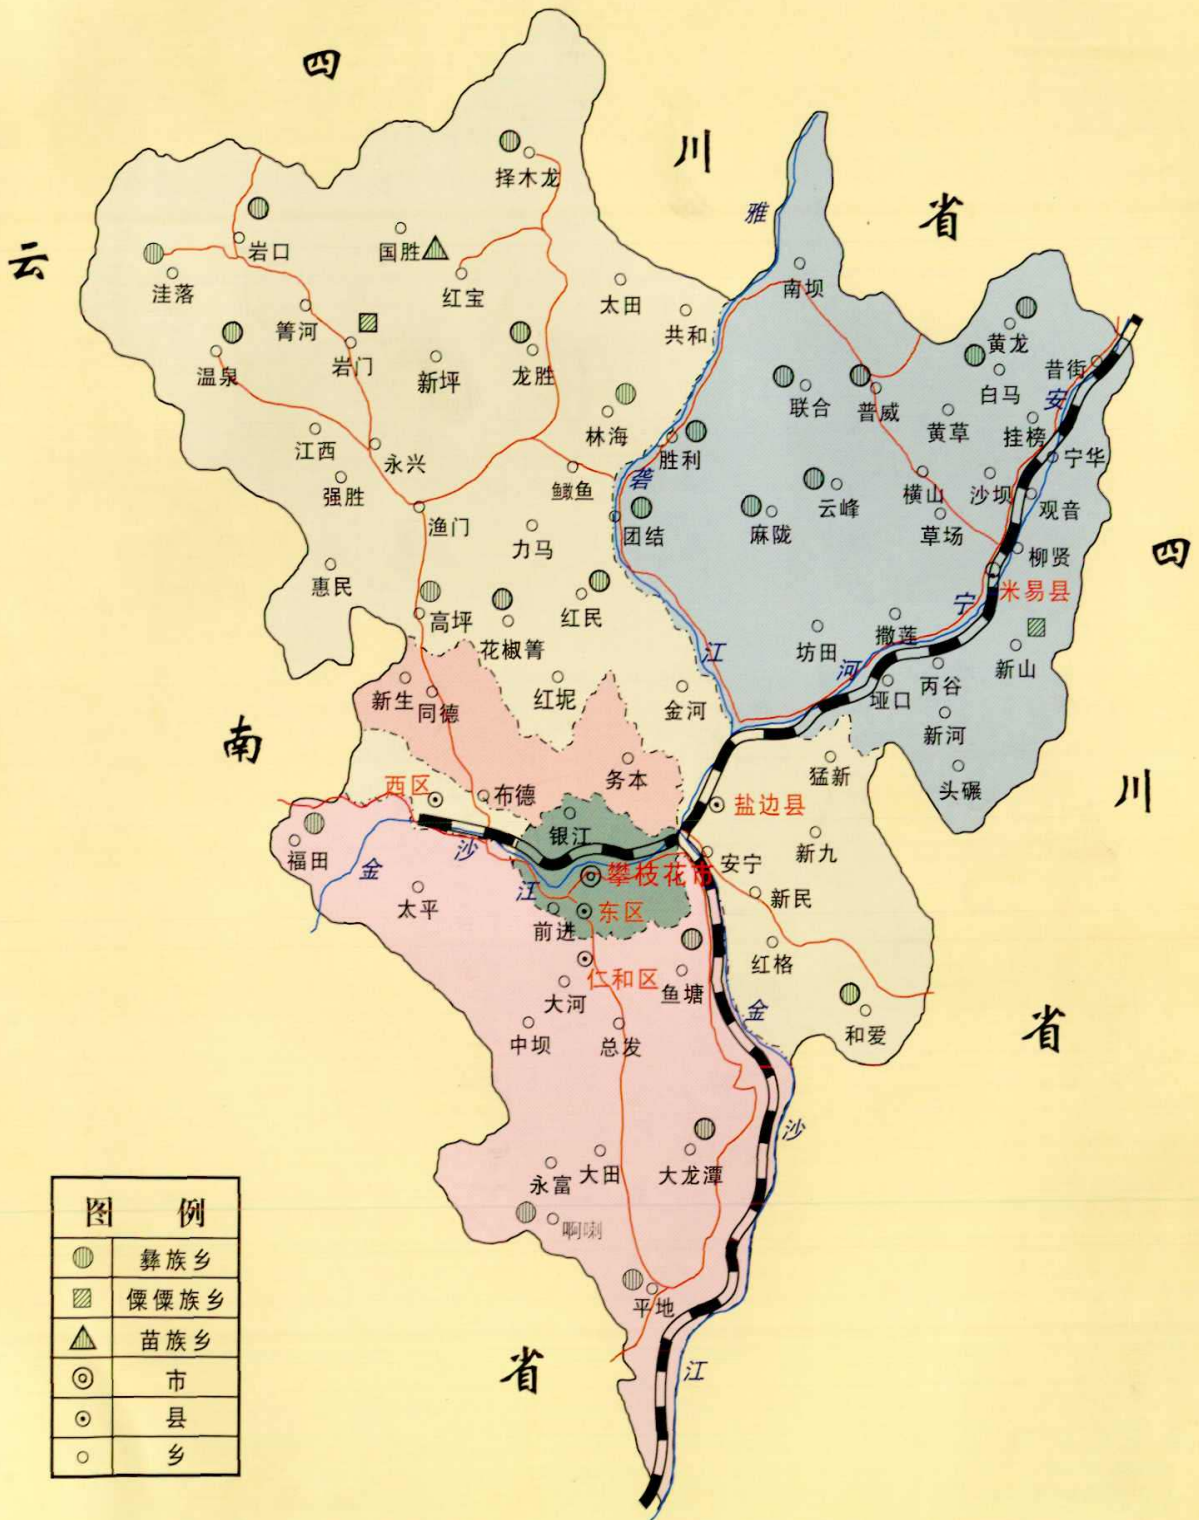 四
川
省
云
南
省
四
川
省
雅
砻
江
安
宁
河
金
沙
江
金
沙
江
择木龙
岩口
国胜
洼落
红宝
太田
共和
南坝
箐河
黄龙
温泉
岩门
新坪
龙胜
昔街
白马
联合
普威
林海
黄草
挂榜
江西
永兴
胜利
宁华
强胜
鳡鱼
云峰
横山
沙坝
观音
渔门
力马
团结
麻陇
草场
柳贤
惠民
米易县
高坪
花椒箐
红民
撒莲
坊田
新山
新生
同德
红坭
金河
垭口
丙谷
新河
务本
猛新
西区
布德
盐边县
头碾
银江
福田
安宁
新九
攀枝花市
太平
前进
东区
新民
仁和区
鱼塘
红格
大河
中坝
总发
和爱
永富
大田
大龙潭
啊喇
平地
图 例
彝族乡
傈僳族乡
苗族乡
市
县
乡